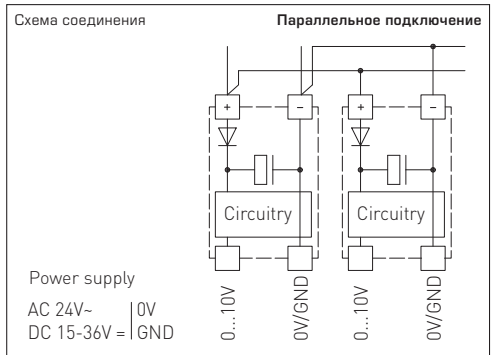 Схема соединения
Параллельное подключение
+ − + −
Circuitry Circuitry
Power supply
AC 24V~ 0V
DC 15-36V = GND
0...10V
0V/GND
0...10V
0V/GND